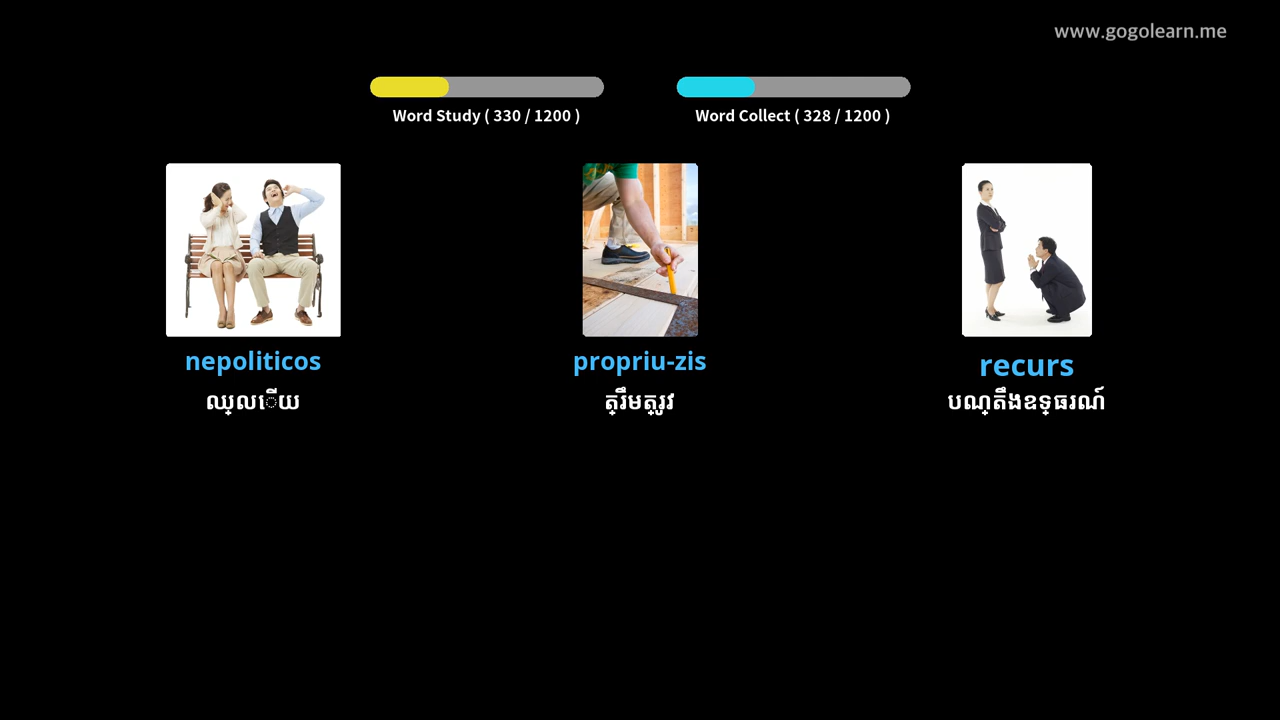 www.gogolearn.me
Word Study ( 330 / 1200 )
Word Collect ( 328 / 1200 )
nepoliticos
propriu-zis
recurs
ឈ្លើយ
ត្រឹមត្រូវ
បណ្តឹងឧទ្ធរណ៍